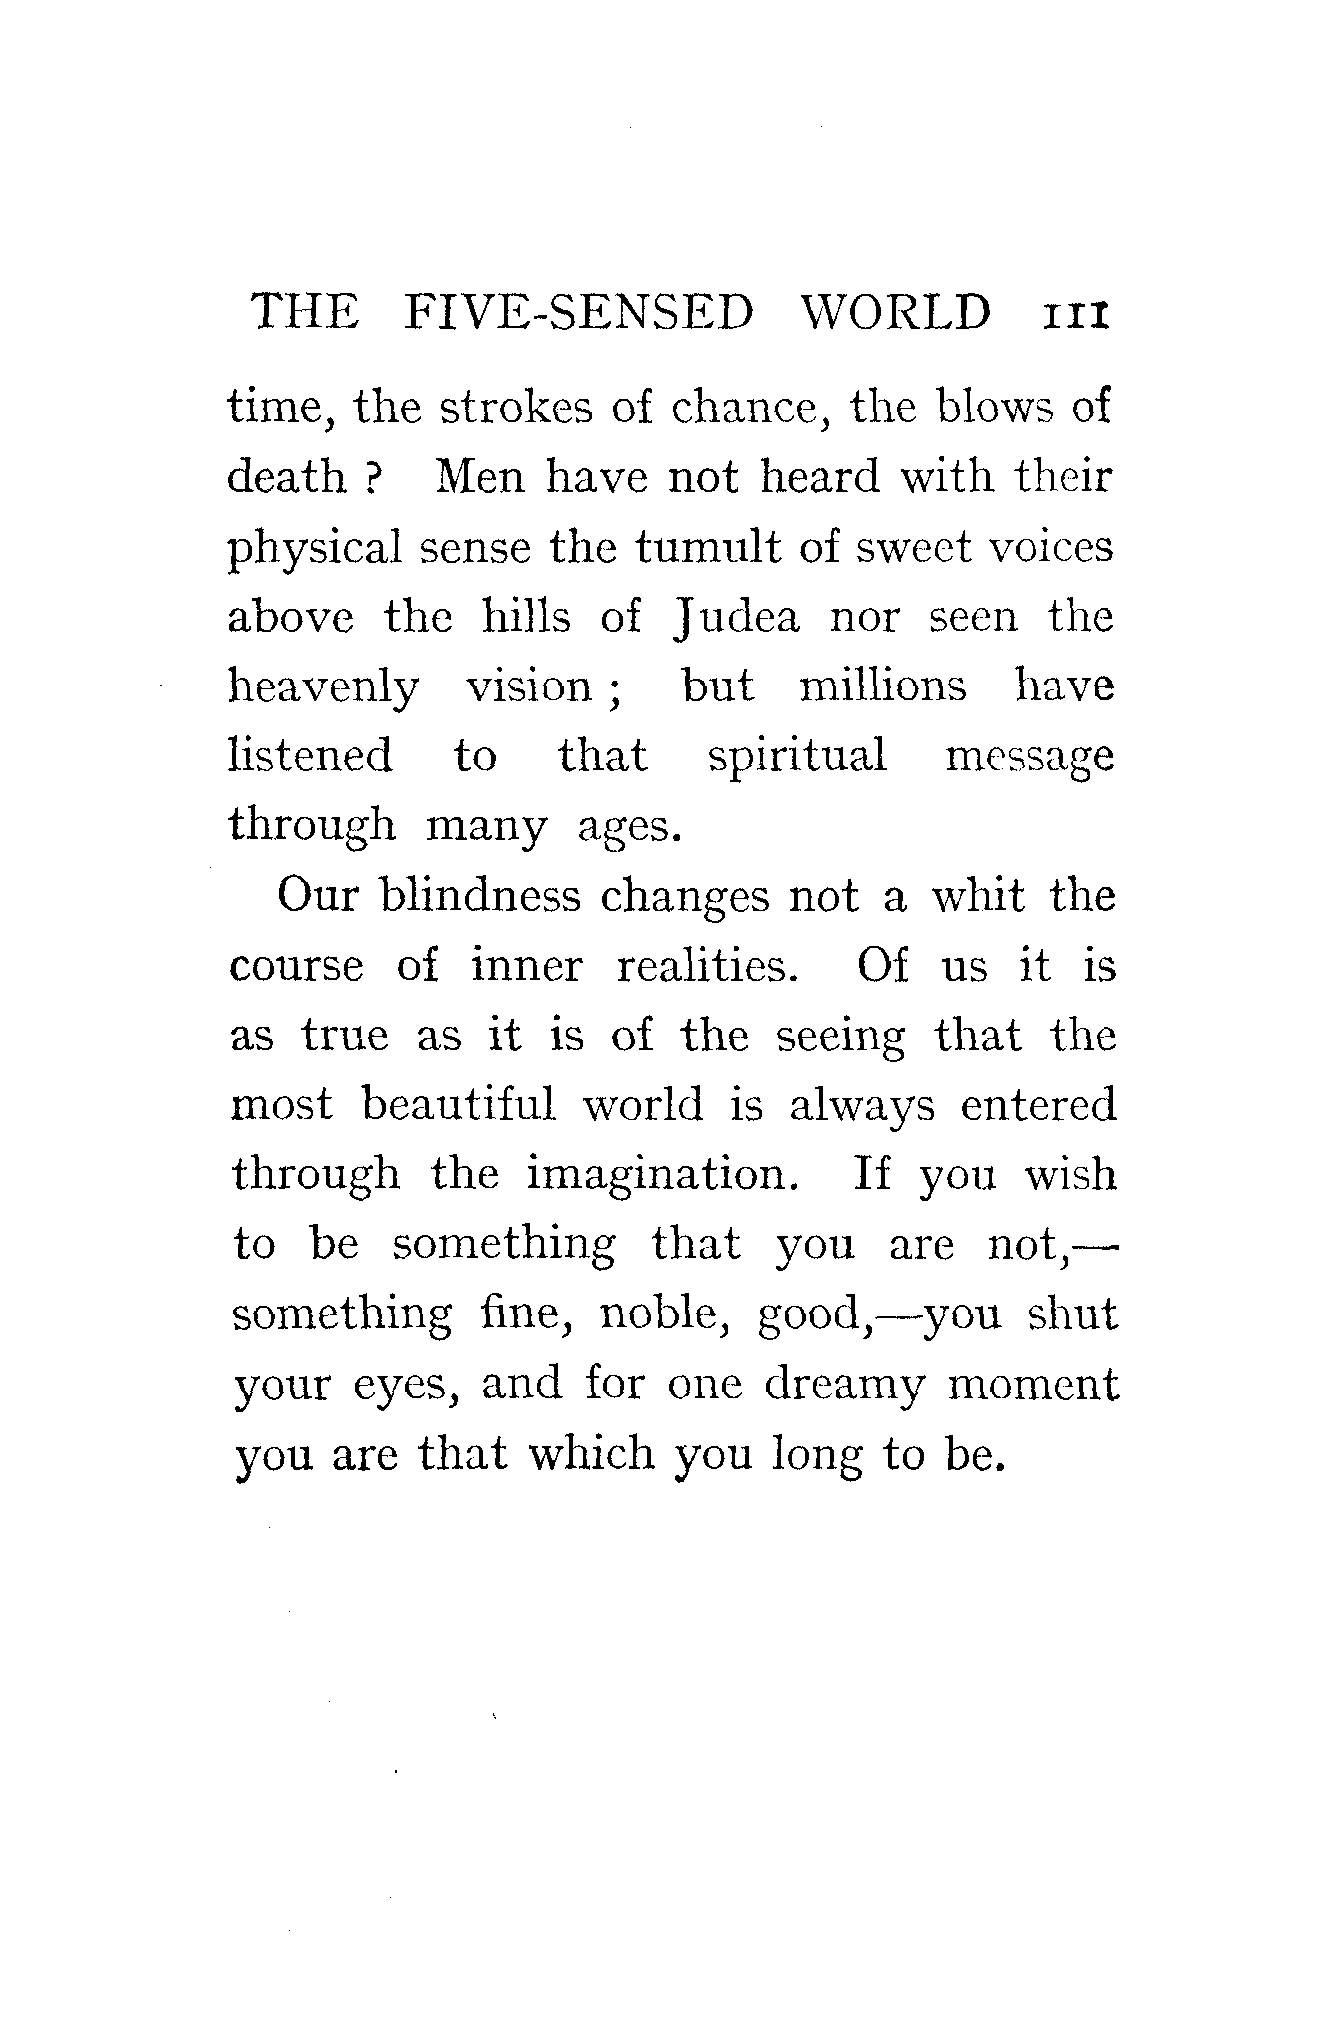 THE FIVE-SENSED WORLD 111
time, the strokes of chance, the blows of
death ? Men have not heard with their
physical sense the tumult of sweet voices
above the hills of Judea nor seen the
heavenly vision ; but millions have
listened to that spiritual message
through many ages.
Our blindness changes not a whit the
course of inner realities. Of us it is
as true as it is of the seeing that the
most beautiful world is always entered
through the imagination. If you wish
to be something that you are not,—
something fine, noble, good,—you shut
your eyes, and for one dreamy moment
you are that which you long to be.